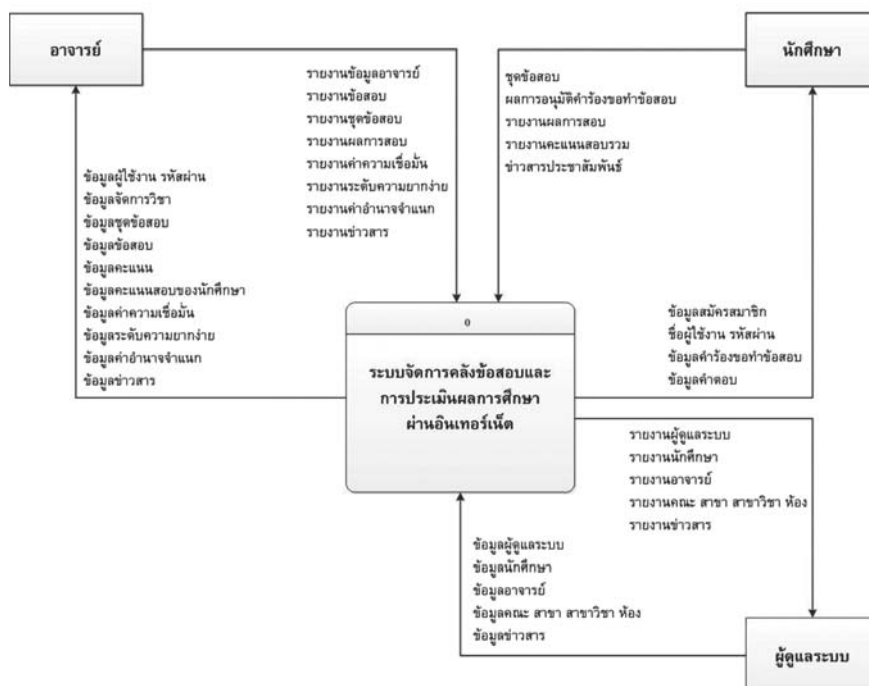 อาจารย์
นักศึกษา
รายงานข้อมูลอาจารย์
รายงานข้อสอบ
รายงานชุดข้อสอบ
รายงานผลการสอบ
รายงานค่าความเชื่อมั่น
รายงานระดับความยากง่าย
รายงานค่าอำนาจจำแนก
รายงานข่าวสาร
ชุดข้อสอบ
ผลการอนุมัติคำร้องขอทำข้อสอบ
รายงานผลการสอบ
รายงานคะแนนสอบรวม
ข่าวสารประชาสัมพันธ์
ข้อมูลผู้ใช้งาน รหัสผ่าน
ข้อมูลจัดการวิชา
ข้อมูลชุดข้อสอบ
ข้อมูลข้อสอบ
ข้อมูลคะแนน
ข้อมูลคะแนนสอบของนักศึกษา
ข้อมูลค่าความเชื่อมั่น
ข้อมูลระดับความยากง่าย
ข้อมูลค่าอำนาจจำแนก
ข้อมูลข่าวสาร
0
ระบบจัดการคลังข้อสอบและ
การประเมินผลการศึกษา
ผ่านอินเทอร์เน็ต
ข้อมูลสมัครสมาชิก
ชื่อผู้ใช้งาน รหัสผ่าน
ข้อมูลคำร้องขอทำข้อสอบ
ข้อมูลคำตอบ
รายงานผู้ดูแลระบบ
รายงานนักศึกษา
รายงานอาจารย์
รายงานคณะ สาขา สาขาวิชา ห้อง
รายงานข่าวสาร
ข้อมูลผู้ดูแลระบบ
ข้อมูลนักศึกษา
ข้อมูลอาจารย์
ข้อมูลคณะ สาขา สาขาวิชา ห้อง
ข้อมูลข่าวสาร
ผู้ดูแลระบบ